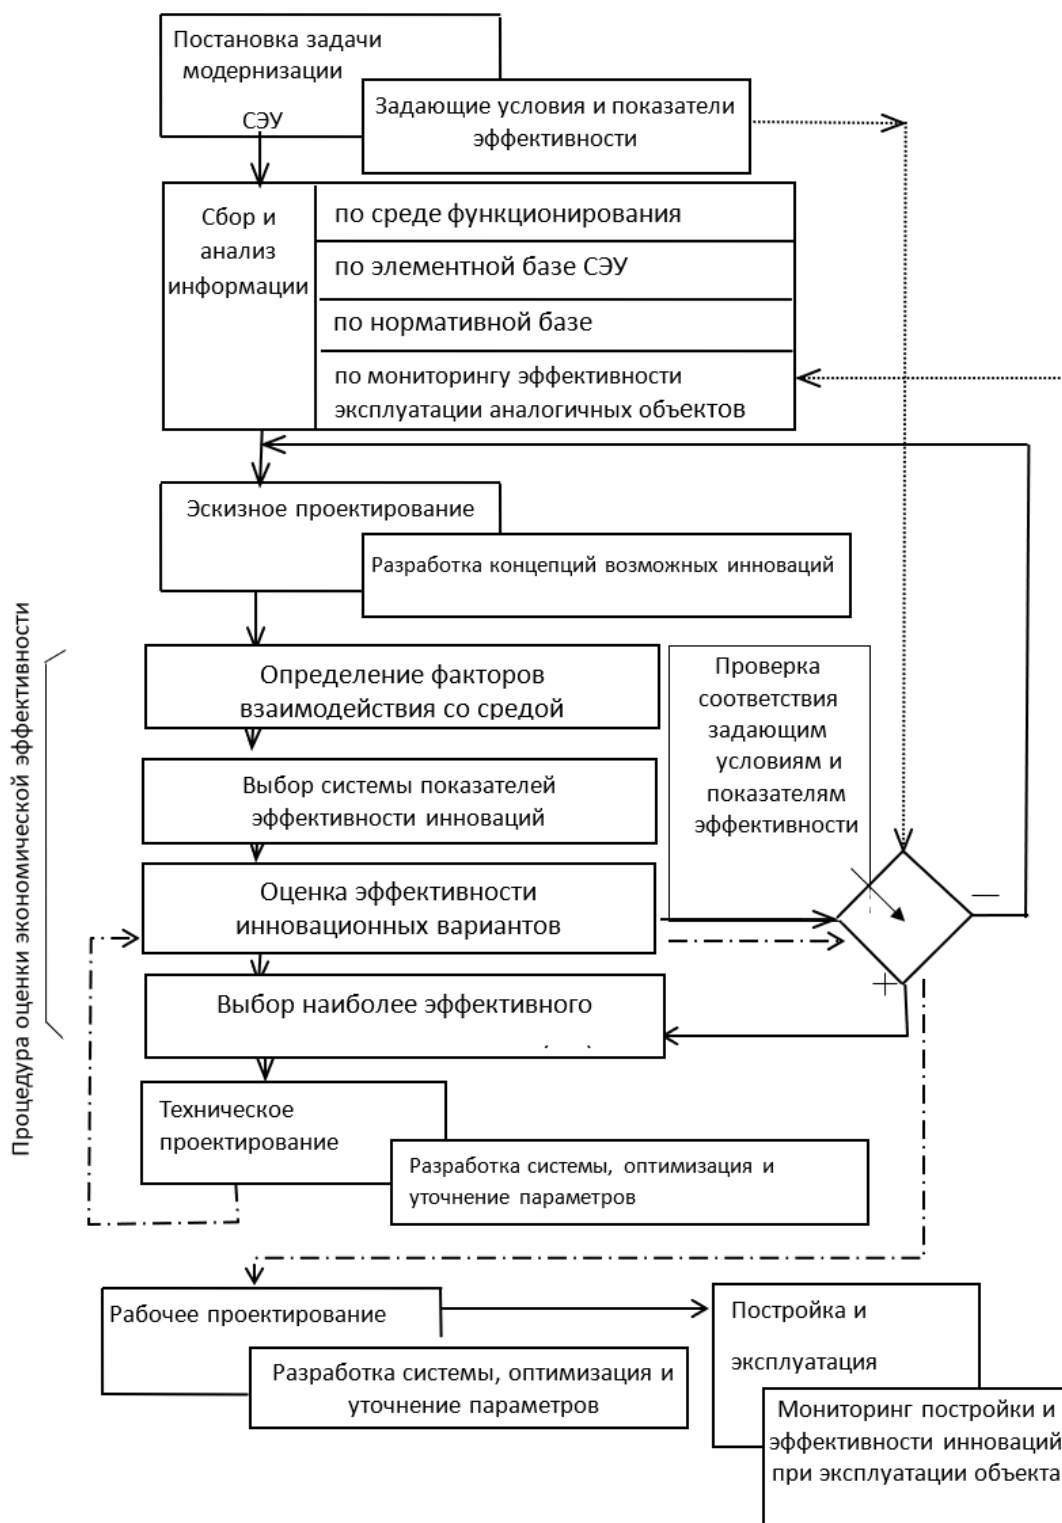 Постановка задачи
модернизации
СЭУ
Задающие условия и показатели
эффективности
Сбор и
анализ
информации
по среде функционирования
по элементной базе СЭУ
по нормативной базе
по мониторингу эффективности
эксплуатации аналогичных объектов
Эскизное проектирование
Разработка концепций возможных инноваций
Процедура оценки экономической эффективности
Определение факторов
взаимодействия со средой
Проверка
соответствия
задающим
условиям и
показателям
эффективности
Выбор системы показателей
эффективности инноваций
Оценка эффективности
инновационных вариантов
—
+
Выбор наиболее эффективного
Техническое
проектирование
Разработка системы, оптимизация и
уточнение параметров
Рабочее проектирование
Разработка системы, оптимизация и
уточнение параметров
Постройка и
эксплуатация
Мониторинг постройки и
эффективности инноваций
при эксплуатации объекта